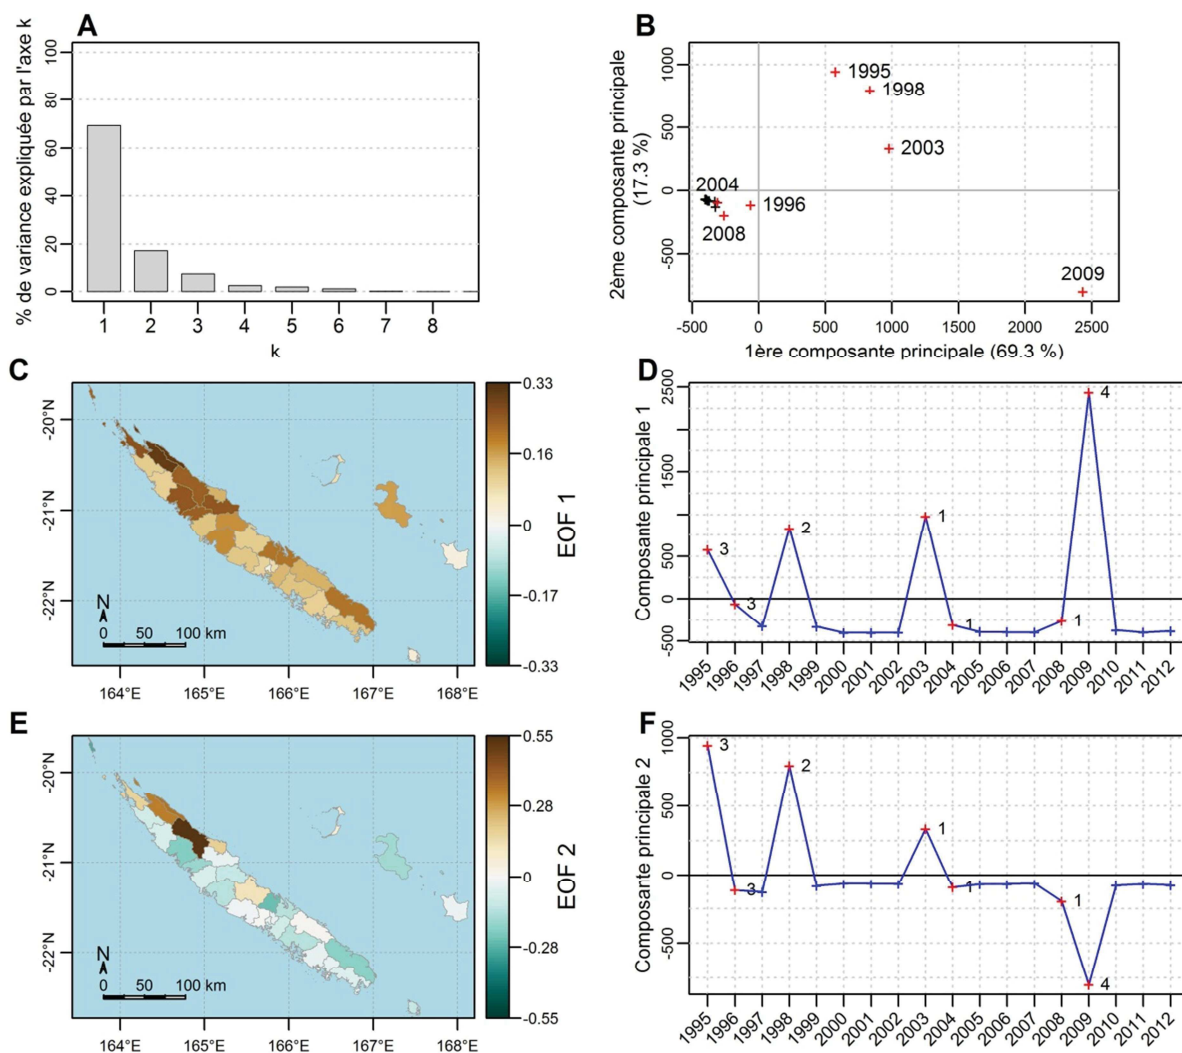 A
% de variance expliquée par l'axe k
100
80
60
40
20
0
1 2 3 4 5 6 7 8
k
B
2ème composante principale
(17.3 %)
1000
500
0
-500
1995
1998
2003
2004
1996
2008
2009
-500 0 500 1000 1500 2000 2500
1ère composante principale (69.3 %)
C
-20°N
-21°N
-22°N
N
0 50 100 km
164°E 165°E 166°E 167°E 168°E
0.33
0.16
0
-0.17
-0.33
EOF 1
D
Composante principale 1
2500
1500
500
0
-500
3
3
2
1
1
1
4
1995 1996 1997 1998 1999 2000 2001 2002 2003 2004 2005 2006 2007 2008 2009 2010 2011 2012
E
-20°N
-21°N
-22°N
N
0 50 100 km
164°E 165°E 166°E 167°E 168°E
0.55
0.28
0
-0.28
-0.55
EOF 2
F
Composante principale 2
1000
500
0
-500
3
3
2
1
1
1
4
1995 1996 1997 1998 1999 2000 2001 2002 2003 2004 2005 2006 2007 2008 2009 2010 2011 2012